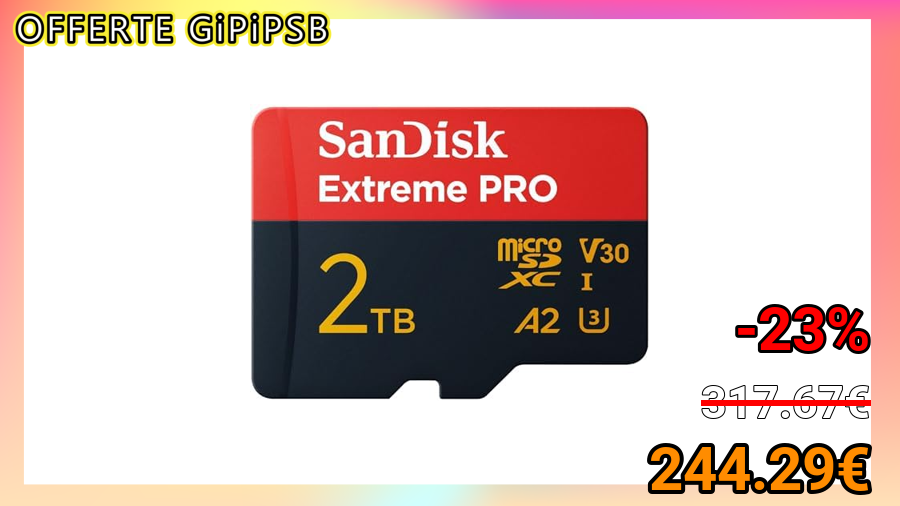 OFFERTE GiPiPSB
SanDisk
Extreme PRO
2TB
micro SD XC
V30
I
A2
3
-23%
317.67€
244.29€